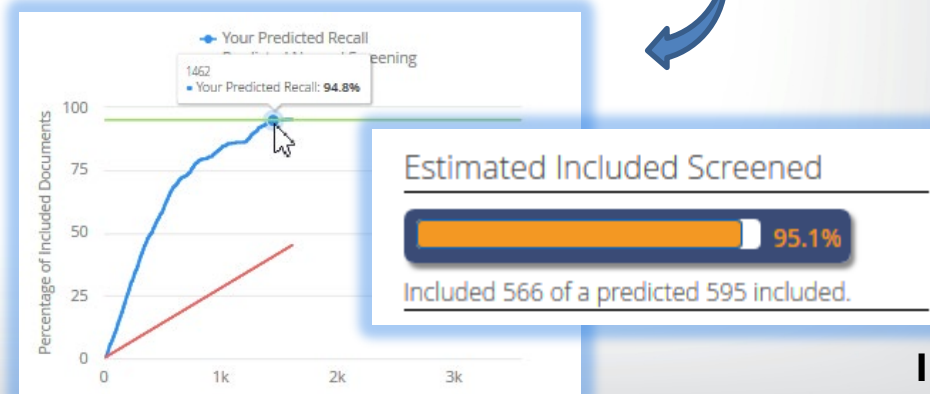 Your Predicted Recall
1462
Your Predicted Recall: 94.8%
100
75
50
25
0
Percentage of Included Documents
0 1k 2k 3k
Estimated Included Screened
95.1%
Included 566 of a predicted 595 included.